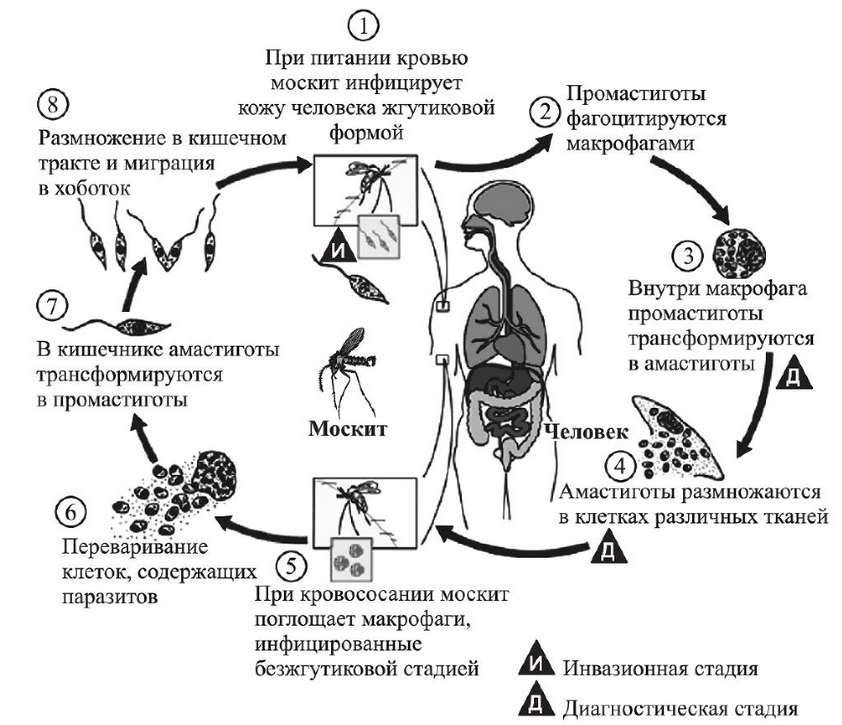 1
При питании кровью
москит инфицирует
кожу человека жгутиковой
формой
2
Промастиготы
фагоцитируются
макрофагами
3
Внутри макрофага
промастиготы
трансформируются
в амастиготы
Д
Человек
4
Амастиготы размножаются
в клетках различных тканей
Д
5
При кровососании москит
поглощает макрофаги,
инфицированные
безжгутиковой стадией
6
Переваривание
клеток, содержащих
паразитов
7
В кишечнике амастиготы
трансформируются
в промастиготы
8
Размножение в кишечном
тракте и миграция
в хоботок
И
Москит
И Инвазионная стадия
Д Диагностическая стадия